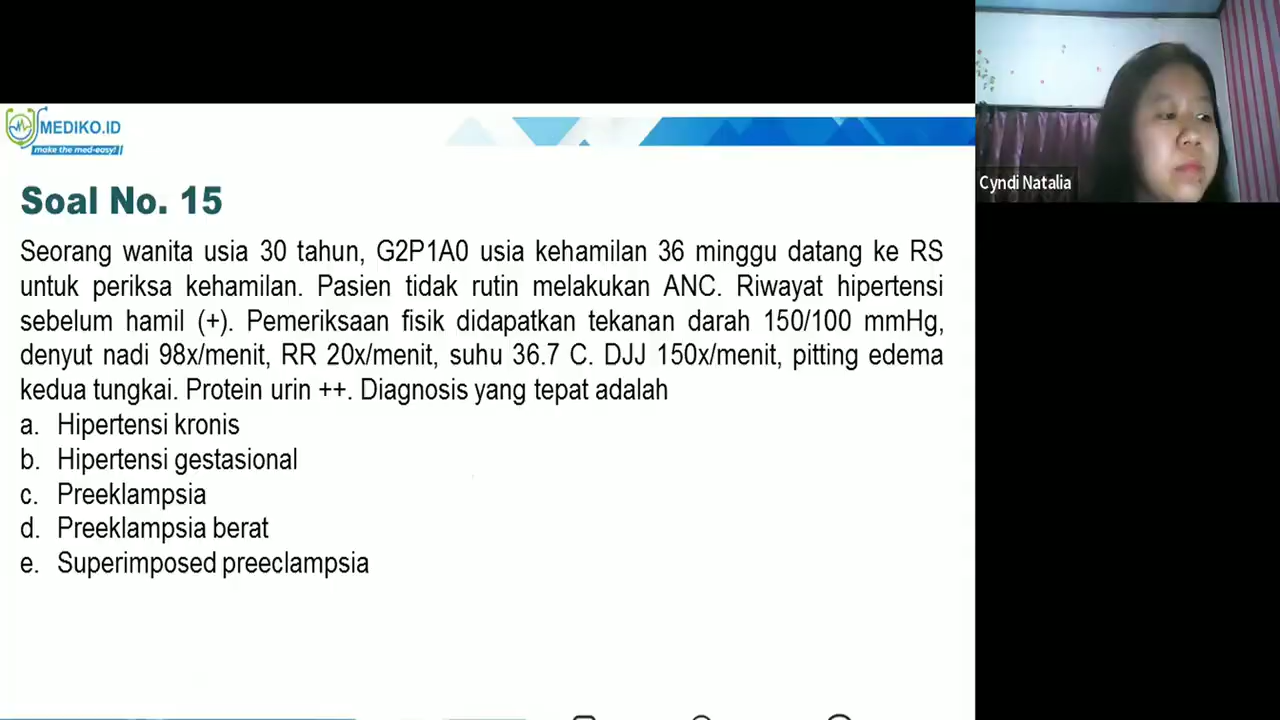 MEDIKO.ID
make the med-easy!
Soal No. 15
Seorang wanita usia 30 tahun, G2P1A0 usia kehamilan 36 minggu datang ke RS
untuk periksa kehamilan. Pasien tidak rutin melakukan ANC. Riwayat hipertensi
sebelum hamil (+). Pemeriksaan fisik didapatkan tekanan darah 150/100 mmHg,
denyut nadi 98x/menit, RR 20x/menit, suhu 36.7 C. DJJ 150x/menit, pitting edema
kedua tungkai. Protein urin ++. Diagnosis yang tepat adalah
a. Hipertensi kronis
b. Hipertensi gestasional
c. Preeklampsia
d. Preeklampsia berat
e. Superimposed preeclampsia
Cyndi Natalia